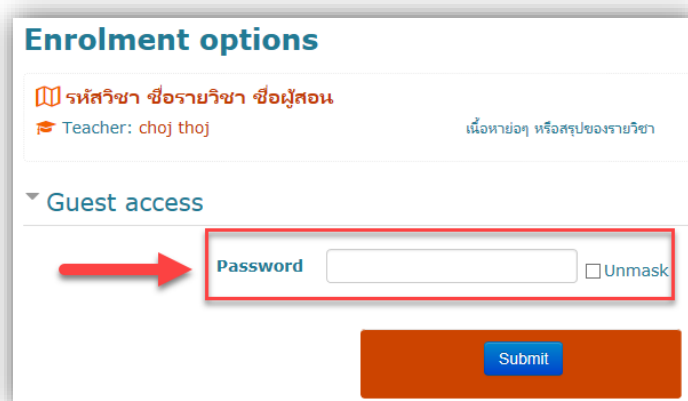 Enrolment options
รหัสวิชา ชื่อรายวิชา ชื่อผู้สอน
Teacher: choj thoj
เนื้อหาย่อๆ หรือสรุปของรายวิชา
Guest access
Password
Unmask
Submit